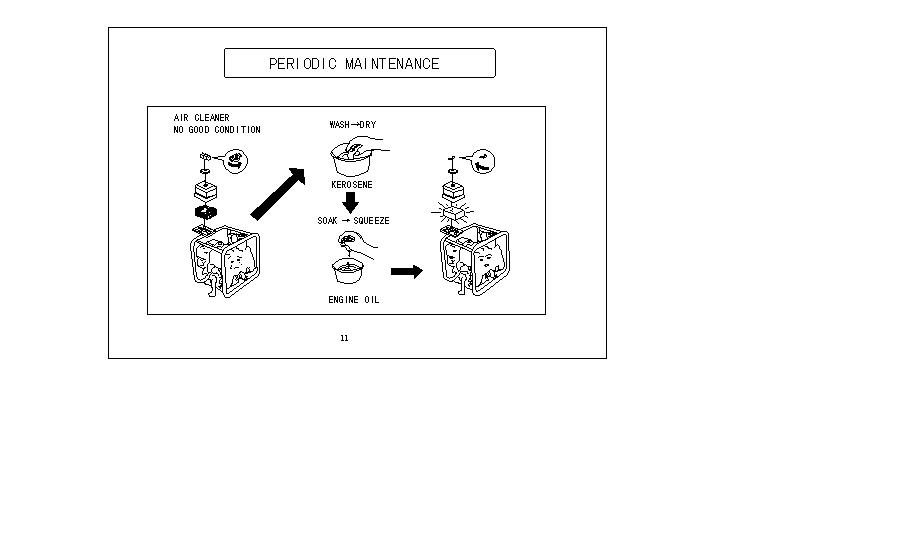 PERIODIC MAINTENANCE
AIR CLEANER
NO GOOD CONDITION
WASH→DRY
KEROSENE
SOAK → SQUEEZE
ENGINE OIL
11